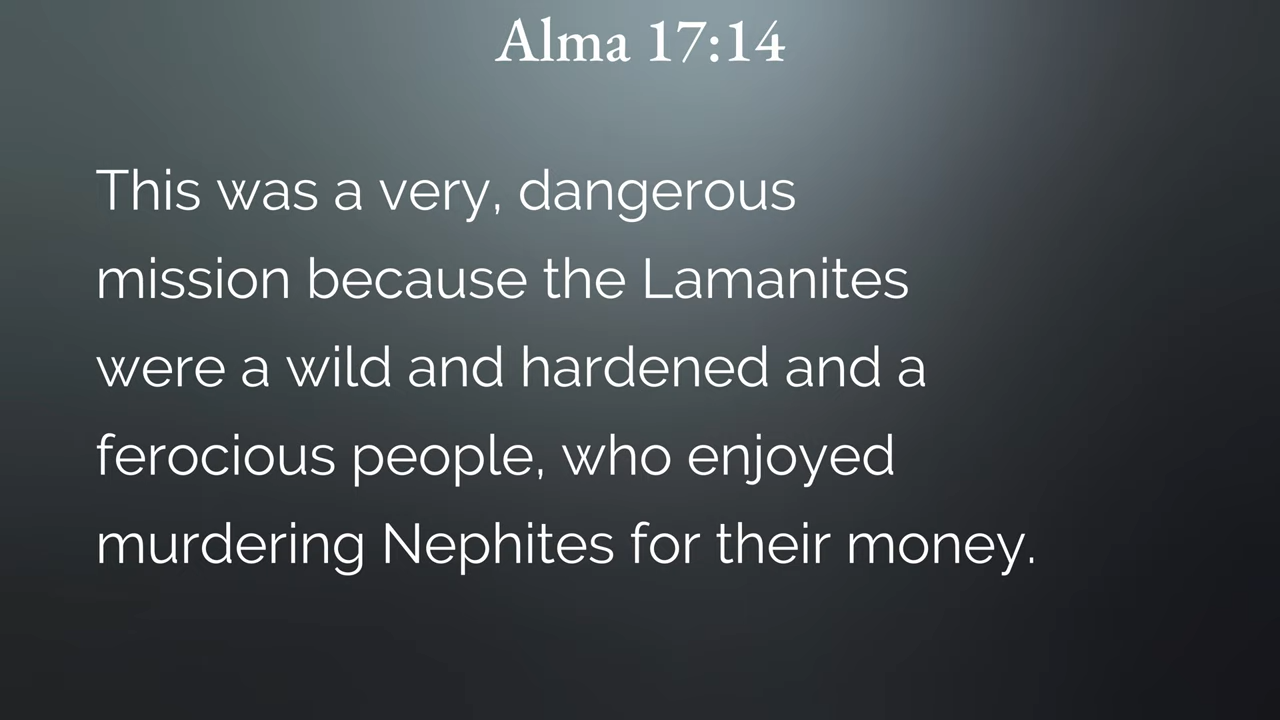 Alma 17:14
This was a very, dangerous
mission because the Lamanites
were a wild and hardened and a
ferocious people, who enjoyed
murdering Nephites for their money.